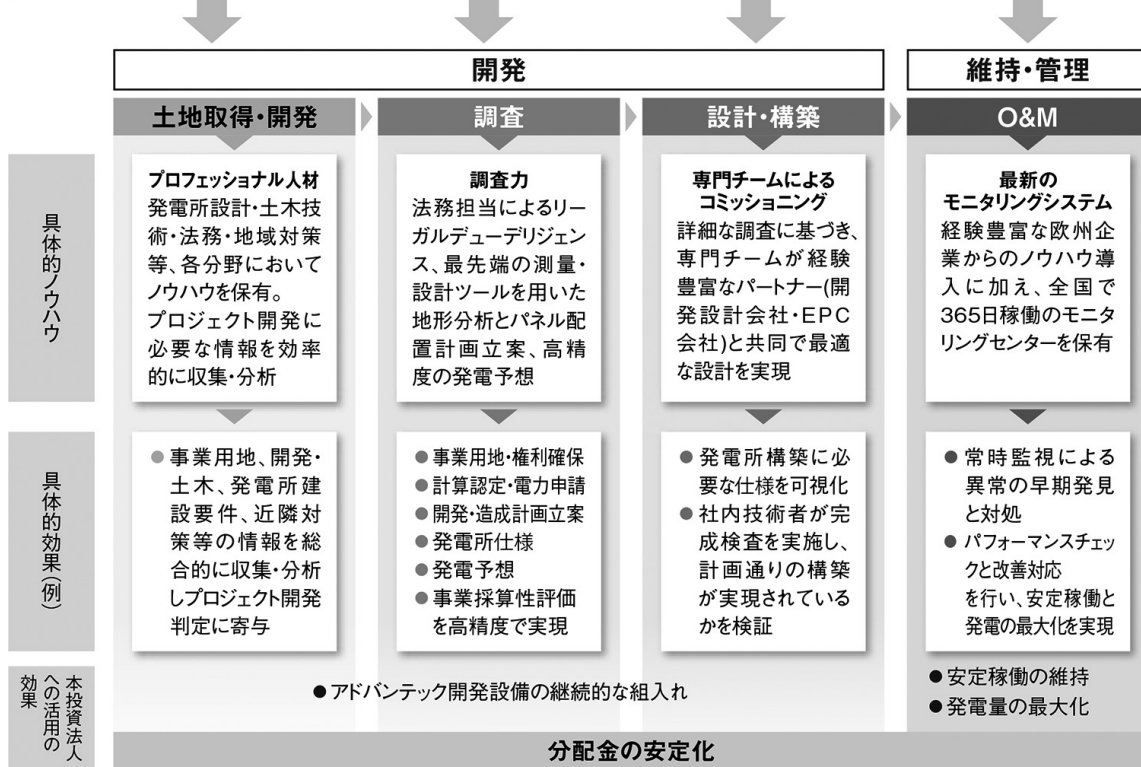 開発
維持・管理
土地取得・開発
調査
設計・構築
O&M
具体的ノウハウ
プロフェッショナル人材
発電所設計・土木技
術・法務・地域対策
等、各分野において
ノウハウを保有。
プロジェクト開発に
必要な情報を効率
的に収集・分析
調査力
法務担当によるリー
ガルデューデリジェン
ス、最先端の測量・
設計ツールを用いた
地形分析とパネル配
置計画立案、高精
度の発電予想
専門チームによる
コミッショニング
詳細な調査に基づき、
専門チームが経験
豊富なパートナー(開
発設計会社・EPC
会社)と共同で最適
な設計を実現
最新の
モニタリングシステム
経験豊富な欧州企
業からのノウハウ導
入に加え、全国で
365日稼働のモニタ
リングセンターを保有
具体的効果(例)
●事業用地、開発・
土木、発電所建
設要件、近隣対
策等の情報を総
合的に収集・分析
しプロジェクト開発
判定に寄与
●事業用地・権利確保
●計算認定・電力申請
●開発・造成計画立案
●発電所仕様
●発電予想
●事業採算性評価
を高精度で実現
●発電所構築に必
要な仕様を可視化
●社内技術者が完
成検査を実施し、
計画通りの構築
が実現されている
かを検証
●常時監視による
異常の早期発見
と対処
●パフォーマンスチェッ
クと改善対応
を行い、安定稼働と
発電の最大化を実現
本投資法人
への活用の
効果
●アドバンテック開発設備の継続的な組入れ
●安定稼働の維持
●発電量の最大化
分配金の安定化